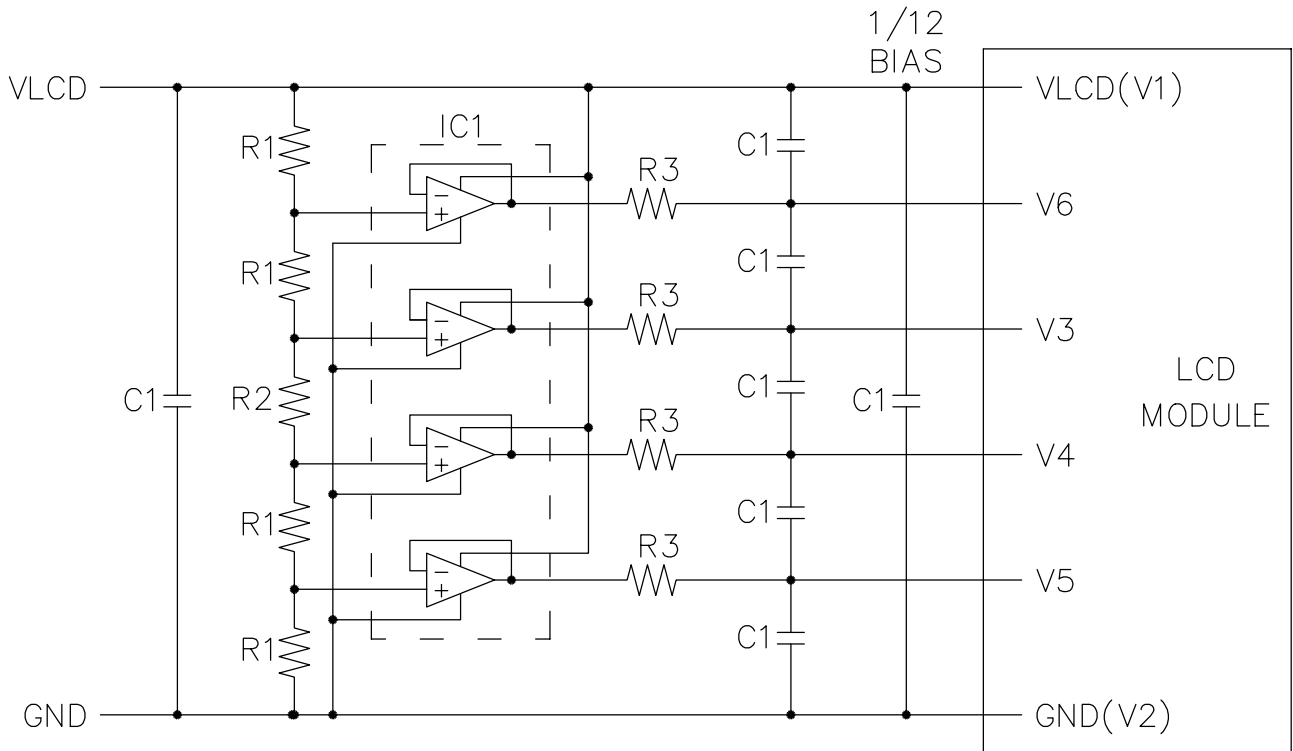 1/12
BIAS
VLCD
VLCD(V1)
IC1
R1
C1
R3
V6
+
−
R1
C1
R3
V3
+
−
C1
R2
C1
C1
LCD
MODULE
R3
V4
+
−
R1
C1
R3
V5
+
−
R1
C1
GND
GND(V2)